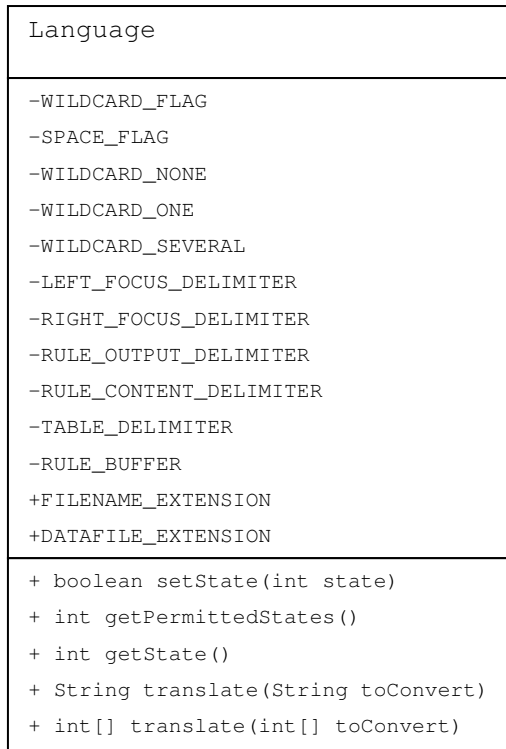 Language
-WILDCARD_FLAG
-SPACE_FLAG
-WILDCARD_NONE
-WILDCARD_ONE
-WILDCARD_SEVERAL
-LEFT_FOCUS_DELIMITER
-RIGHT_FOCUS_DELIMITER
-RULE_OUTPUT_DELIMITER
-RULE_CONTENT_DELIMITER
-TABLE_DELIMITER
-RULE_BUFFER
+FILENAME_EXTENSION
+DATAFILE_EXTENSION
+ boolean setState(int state)
+ int getPermittedStates()
+ int getState()
+ String translate(String toConvert)
+ int[] translate(int[] toConvert)